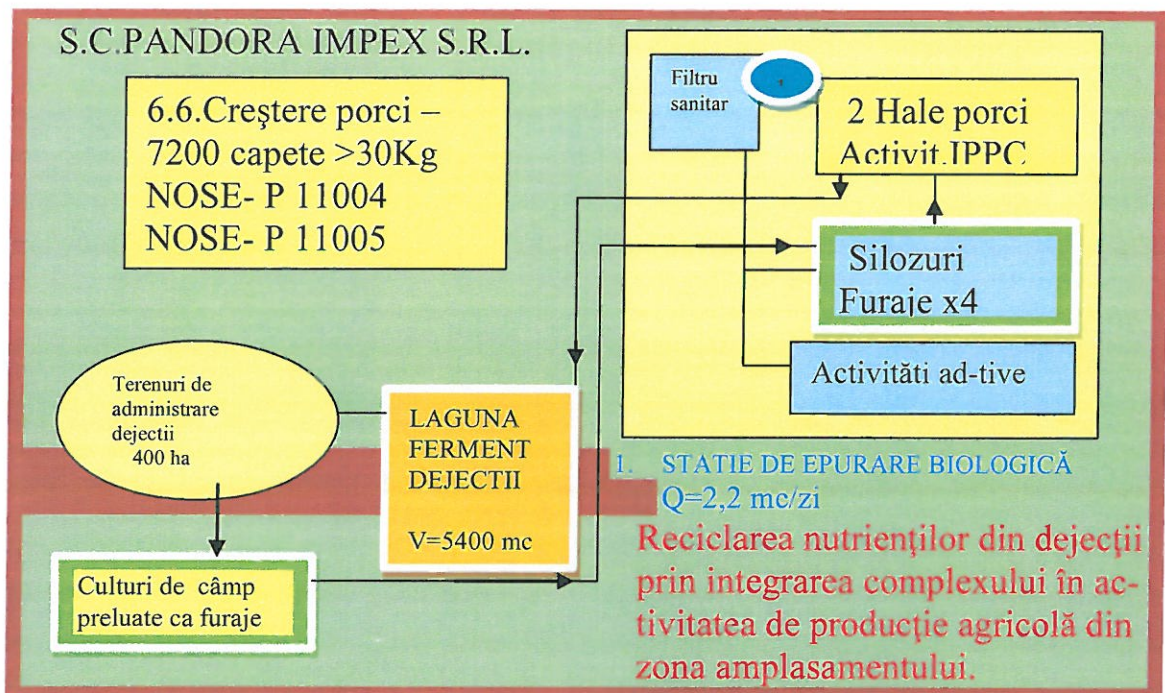 S.C.PANDORA IMPEX S.R.L.
6.6.Creştere porci –
7200 capete >30Kg
NOSE- P 11004
NOSE- P 11005
Filtru
sanitar
2 Hale porci
Activit.IPPC
Silozuri
Furaje x4
Activităti ad-tive
Terenuri de
administrare
dejectii
400 ha
LAGUNA
FERMENT
DEJECTII
V=5400 mc
Culturi de câmp
preluate ca furaje
1. STATIE DE EPURARE BIOLOGICĂ
Q=2,2 mc/zi
Reciclarea nutrienţilor din dejecţii
prin integrarea complexului în ac-
tivitatea de producţie agricolă din
zona amplasamentului.